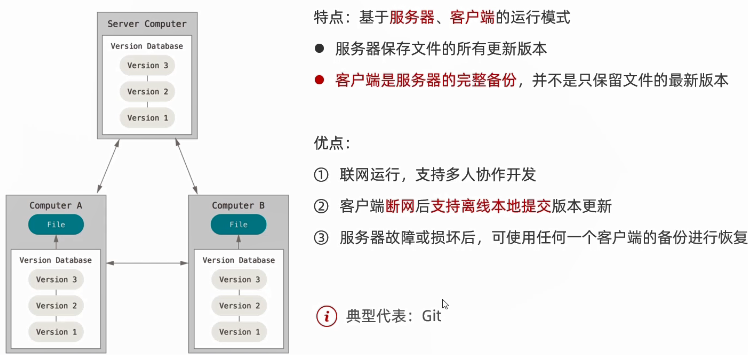 Server Computer
Version Database
Version 3
Version 2
Version 1
Computer A
File
Version Database
Version 3
Version 2
Version 1
Computer B
File
Version Database
Version 3
Version 2
Version 1
特点：基于服务器、客户端的运行模式
● 服务器保存文件的所有更新版本
● 客户端是服务器的完整备份，并不是只保留文件的最新版本
优点：
① 联网运行，支持多人协作开发
② 客户端断网后支持离线本地提交版本更新
③ 服务器故障或损坏后，可使用任何一个客户端的备份进行恢复
i 典型代表：Git